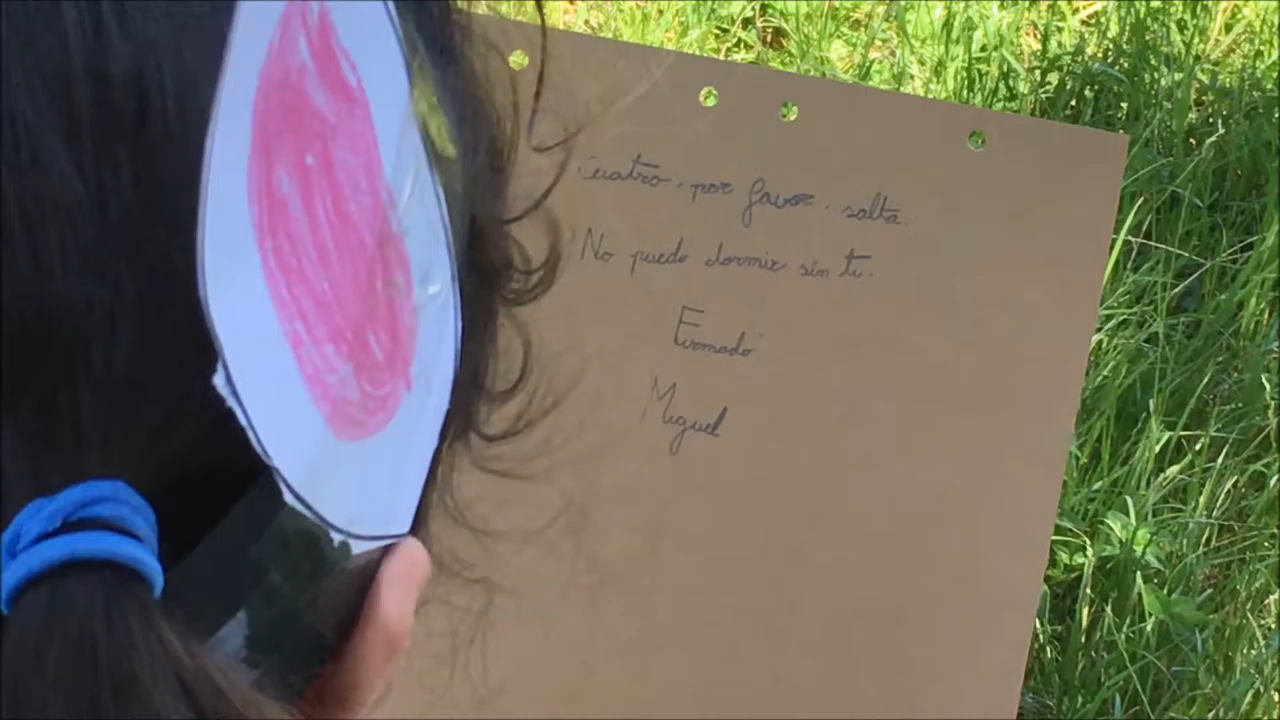 Cuatro, por favor, salta.
No puedo dormir sin ti.
Firmado
Miguel